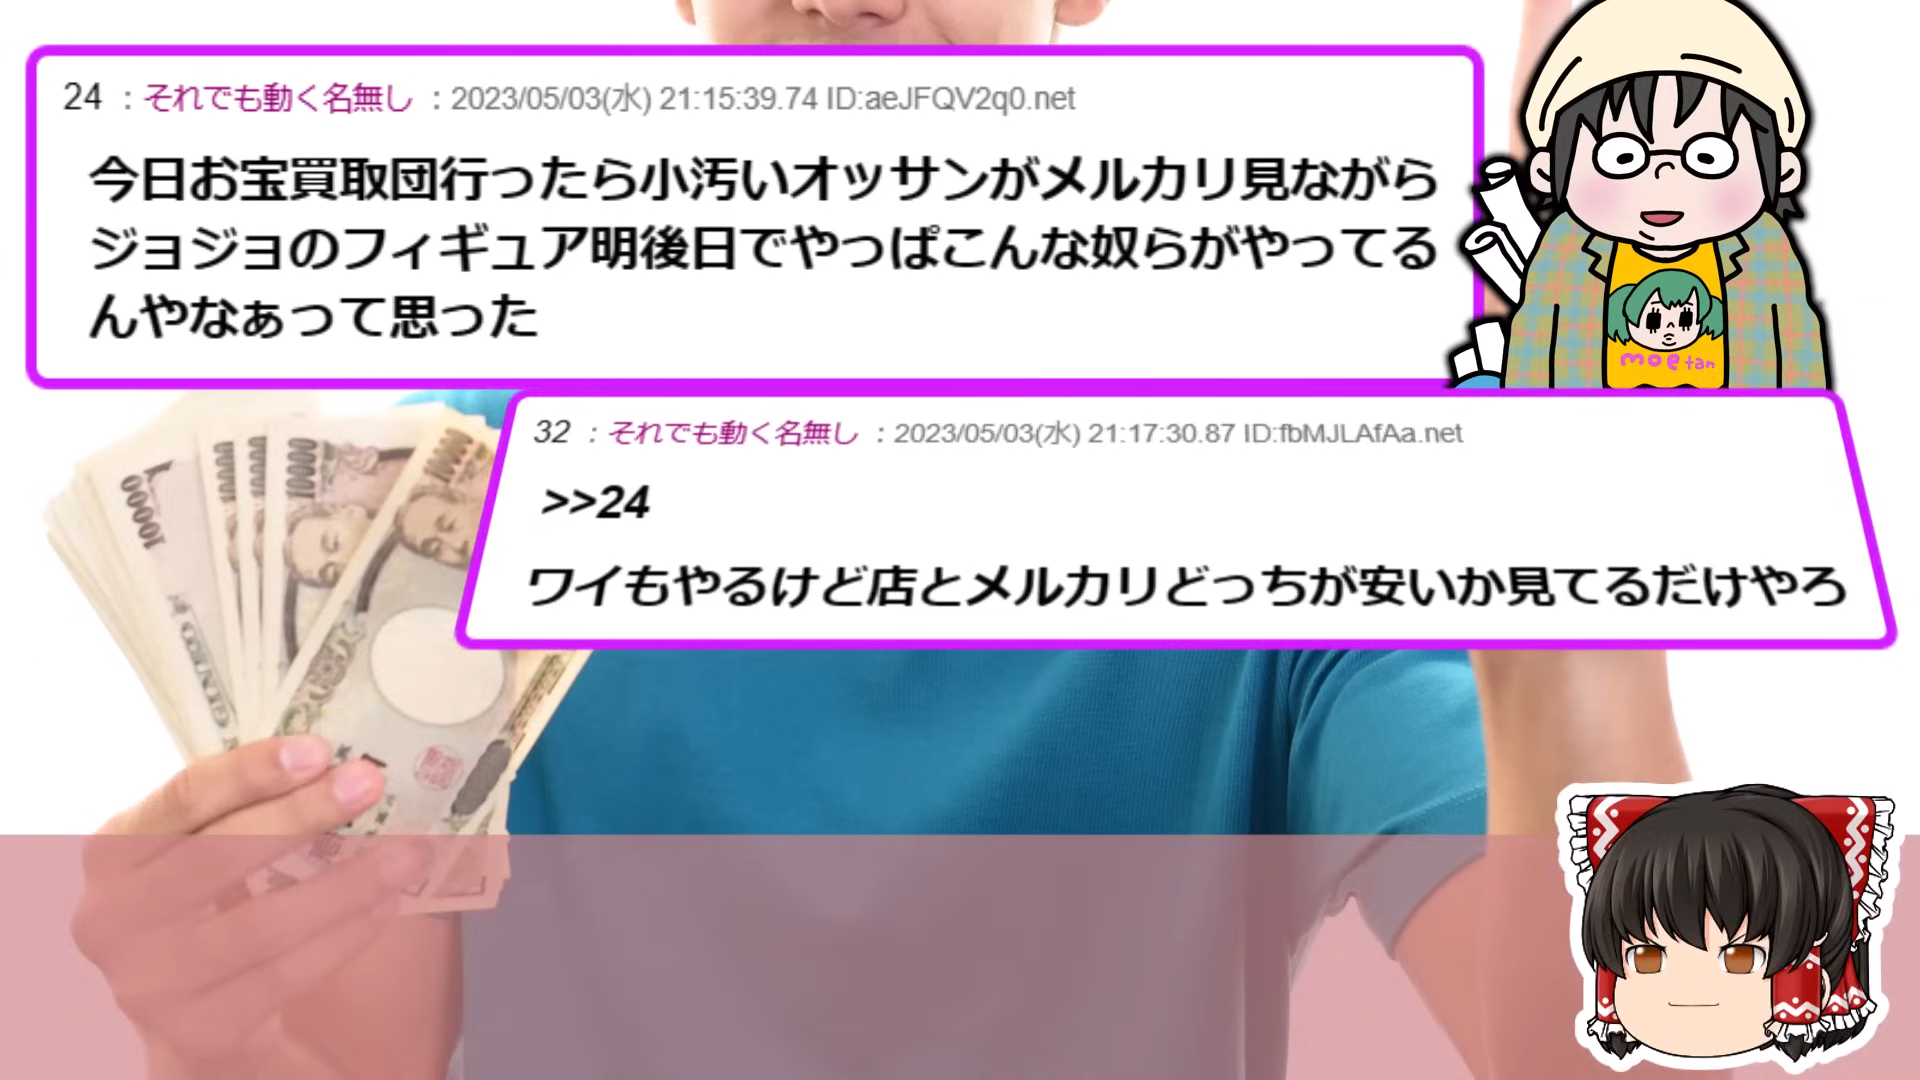 24 ：それでも動く名無し ：2023/05/03(水) 21:15:39.74 ID:aeJFQV2q0.net
今日お宝買取団行ったら小汚いオッサンがメルカリ見ながら
ジョジョのフィギュア明後日でやっぱこんな奴らがやってる
んやなぁって思った
moetan
32 ：それでも動く名無し ：2023/05/03(水) 21:17:30.87 ID:fbMJLAfAa.net
>>24
ワイもやるけど店とメルカリどっちが安いか見てるだけやろ
10000
10000
10000
10000
10000